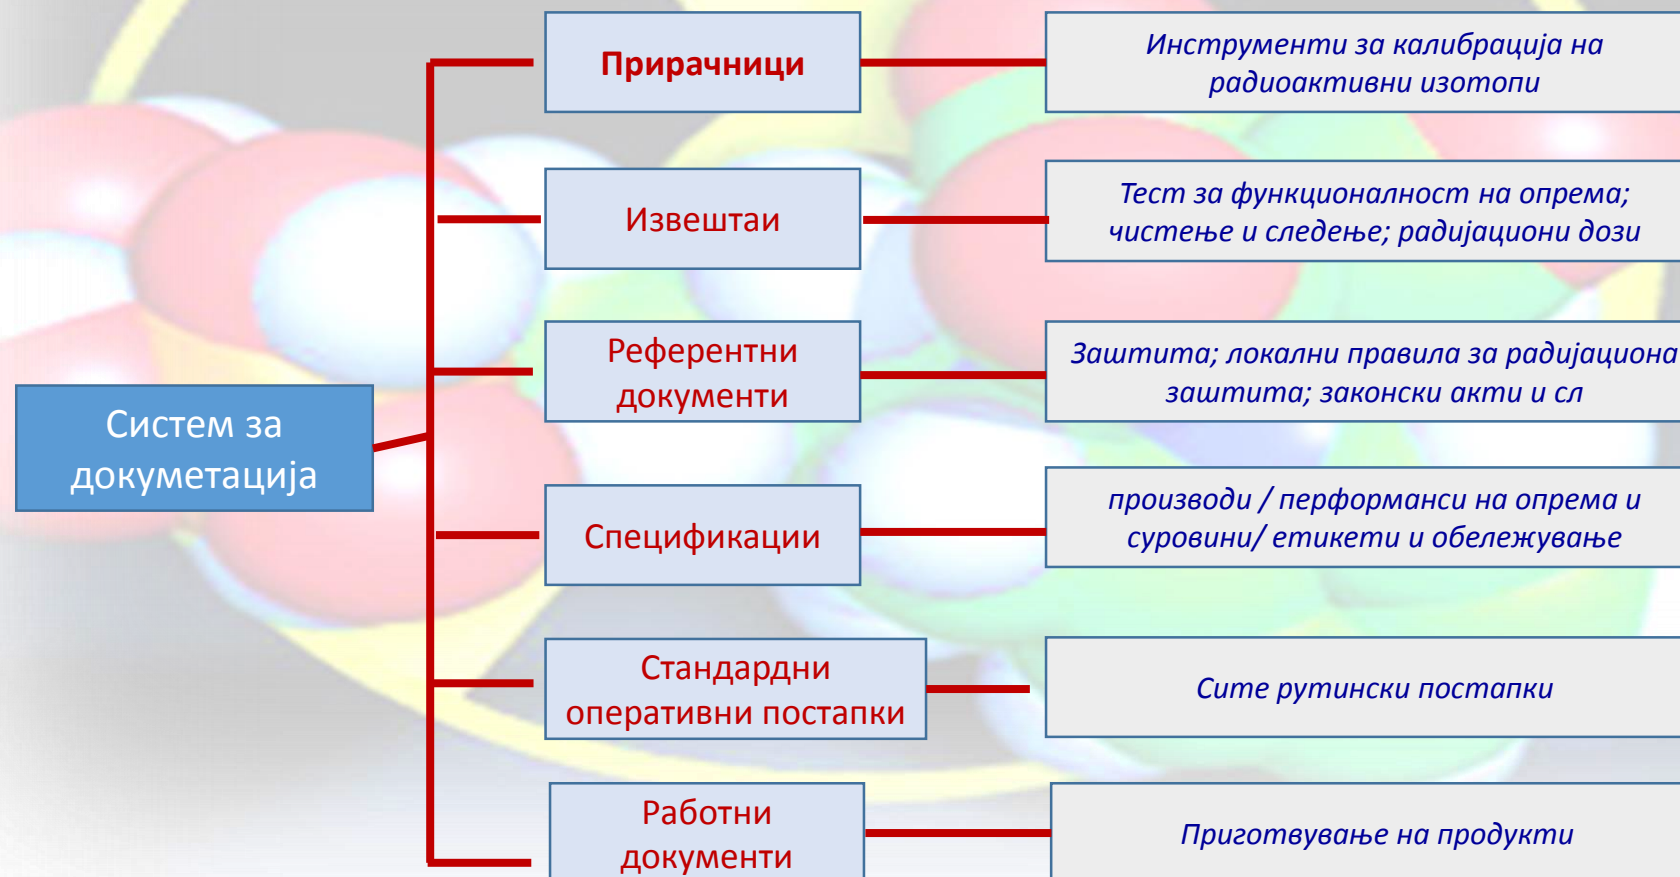 Прирачници
Инструменти за калибрација на
радиоактивни изотопи
Извештаи
Тест за функционалност на опрема;
чистење и следење; радијациони дози
Референтни
документи
Заштита; локални правила за радијациона
заштита; законски акти и сл
Систем за
докуметација
Спецификации
производи / перформанси на опрема и
суровини/ етикети и обележување
Стандардни
оперативни постапки
Сите рутински постапки
Работни
документи
Приготвување на продукти